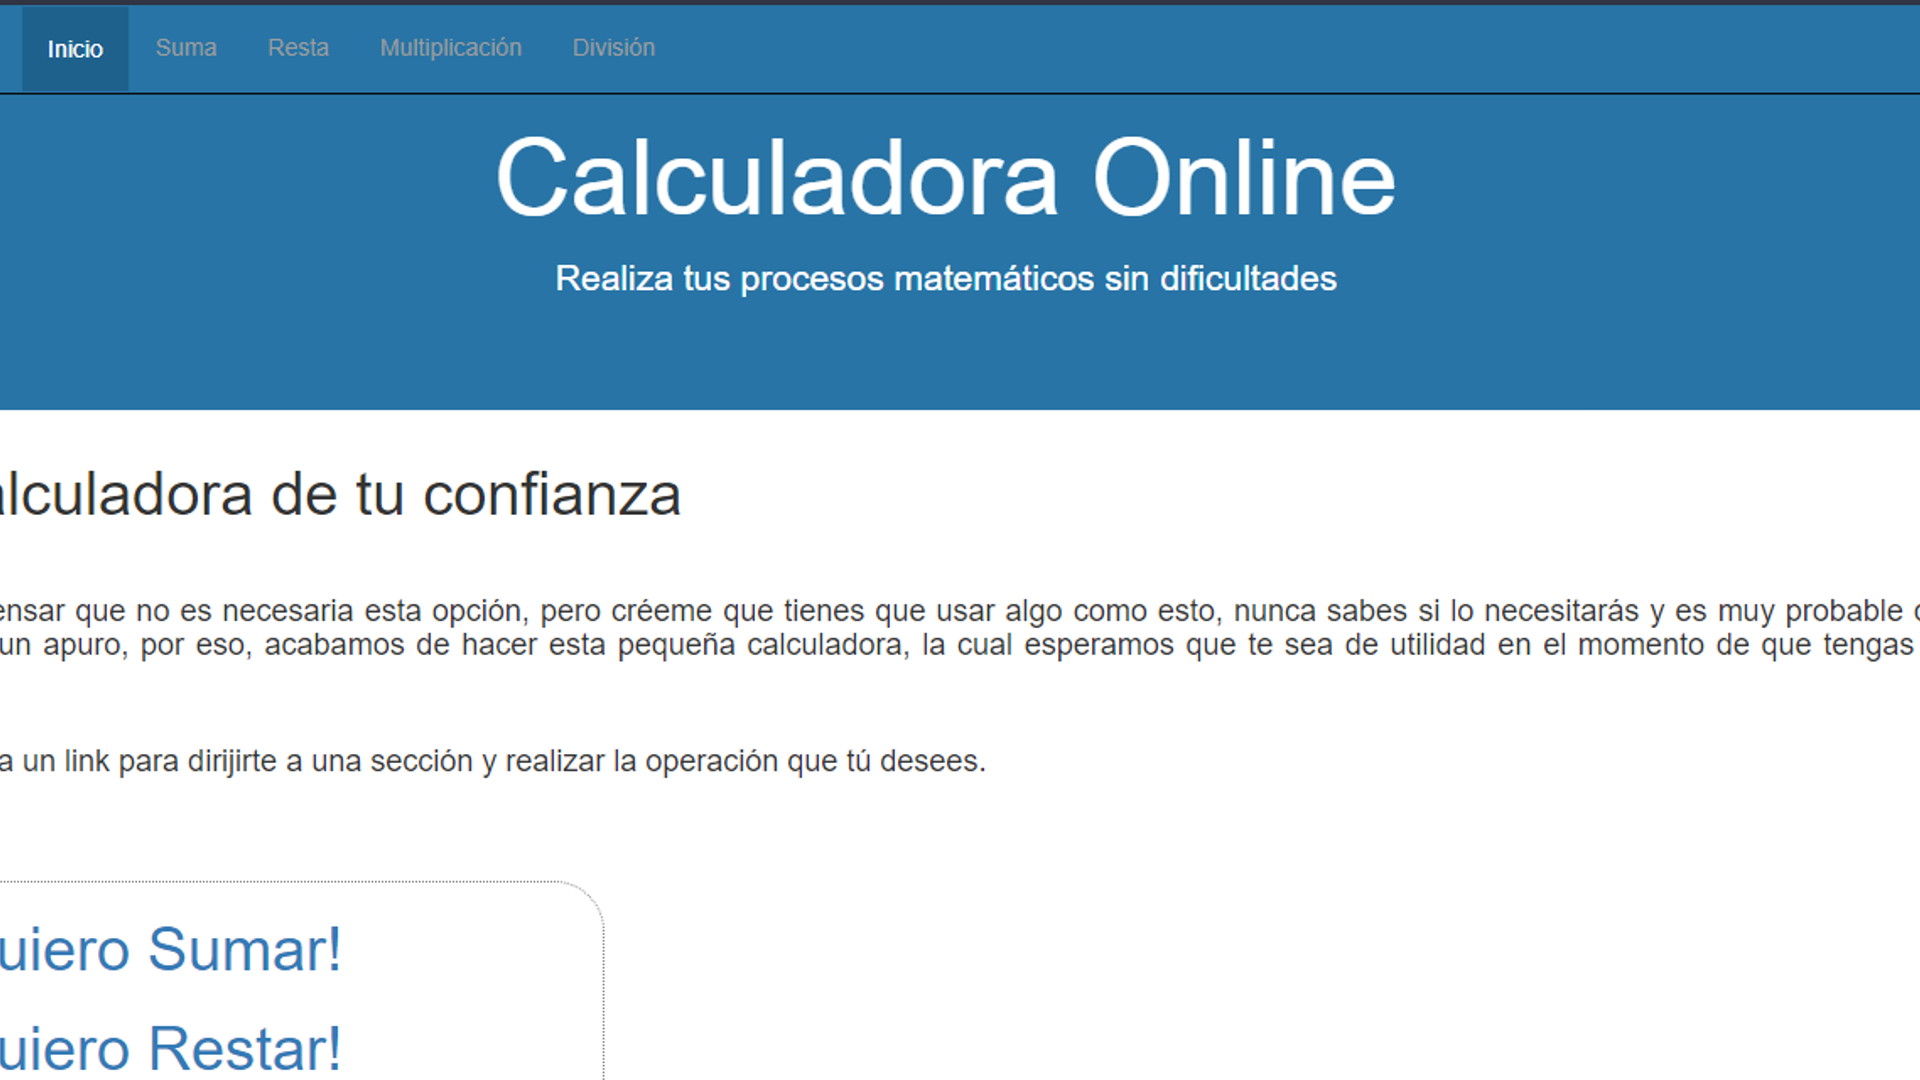 Inicio Suma Resta Multiplicación División
Calculadora Online
Realiza tus procesos matemáticos sin dificultades
alculadora de tu confianza
ensar que no es necesaria esta opción, pero créeme que tienes que usar algo como esto, nunca sabes si lo necesitarás y es muy probable
un apuro, por eso, acabamos de hacer esta pequeña calculadora, la cual esperamos que te sea de utilidad en el momento de que tengas
a un link para dirijirte a una sección y realizar la operación que tú desees.
uiero Sumar!
uiero Restar!